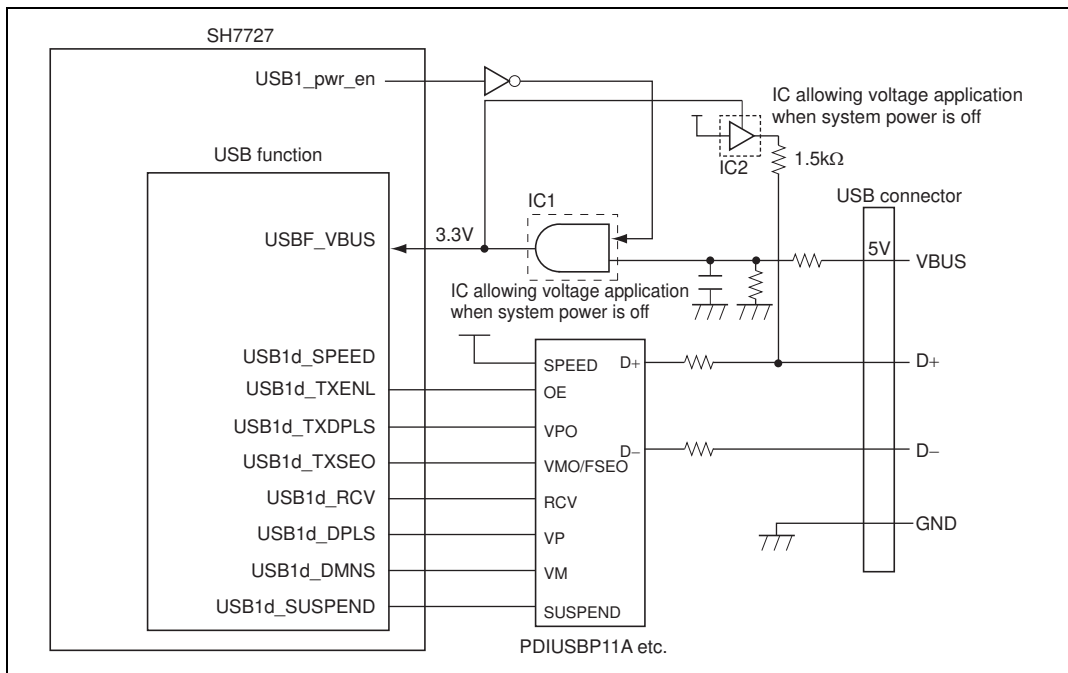 SH7727
USB1_pwr_en
IC allowing voltage application
when system power is off
IC2
1.5kΩ
USB function
USB connector
IC1
USBF_VBUS
3.3V
5V
VBUS
IC allowing voltage application
when system power is off
USB1d_SPEED
SPEED
D+
D+
USB1d_TXENL
OE
USB1d_TXDPLS
VPO
USB1d_TXSEO
VMO/FSEO
D−
D−
USB1d_RCV
RCV
USB1d_DPLS
VP
GND
USB1d_DMNS
VM
USB1d_SUSPEND
SUSPEND
PDIUSBP11A etc.